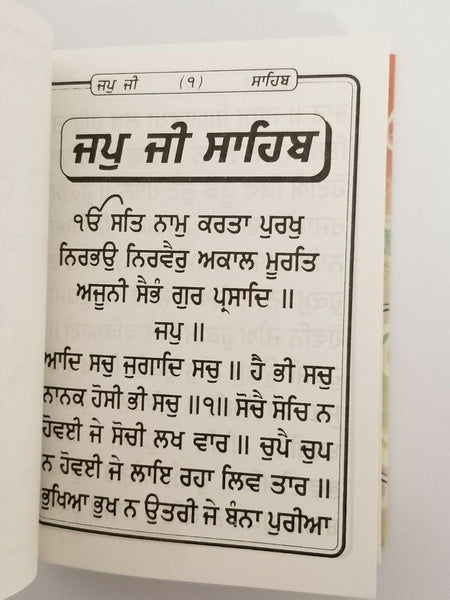 ਜਪੁ ਜੀ (੧) ਸਾਹਿਬ
ਜਪੁ ਜੀ ਸਾਹਿਬ
ੴ ਸਤਿ ਨਾਮੁ ਕਰਤਾ ਪੁਰਖੁ
ਨਿਰਭਉ ਨਿਰਵੈਰੁ ਅਕਾਲ ਮੂਰਤਿ
ਅਜੂਨੀ ਸੈਭੰ ਗੁਰ ਪ੍ਰਸਾਦਿ ॥
ਜਪੁ ॥
ਆਦਿ ਸਚੁ ਜੁਗਾਦਿ ਸਚੁ ॥ ਹੈ ਭੀ ਸਚੁ
ਨਾਨਕ ਹੋਸੀ ਭੀ ਸਚੁ ॥੧॥ ਸੋਚੈ ਸੋਚਿ ਨ
ਹੋਵਈ ਜੇ ਸੋਚੀ ਲਖ ਵਾਰ ॥ ਚੁਪੈ ਚੁਪ
ਨ ਹੋਵਈ ਜੇ ਲਾਇ ਰਹਾ ਲਿਵ ਤਾਰ ॥
ਭੁਖਿਆ ਭੁਖ ਨ ਉਤਰੀ ਜੇ ਬੰਨਾ ਪੁਰੀਆ